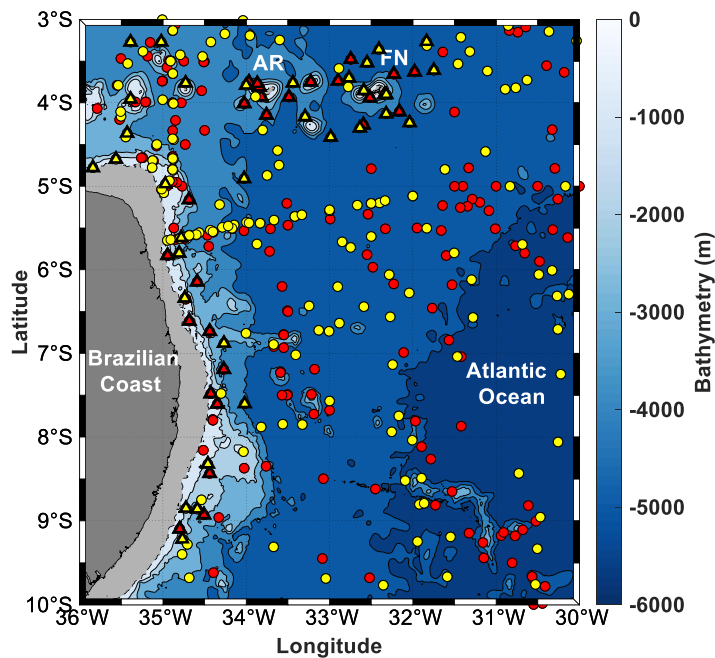 3°S
4°S
5°S
6°S
7°S
8°S
9°S
10°S
Latitude
AR
FN
Brazilian
Coast
Atlantic
Ocean
36°W
35°W
34°W
33°W
32°W
31°W
30°W
Longitude
0
-1000
-2000
-3000
-4000
-5000
-6000
Bathymetry (m)